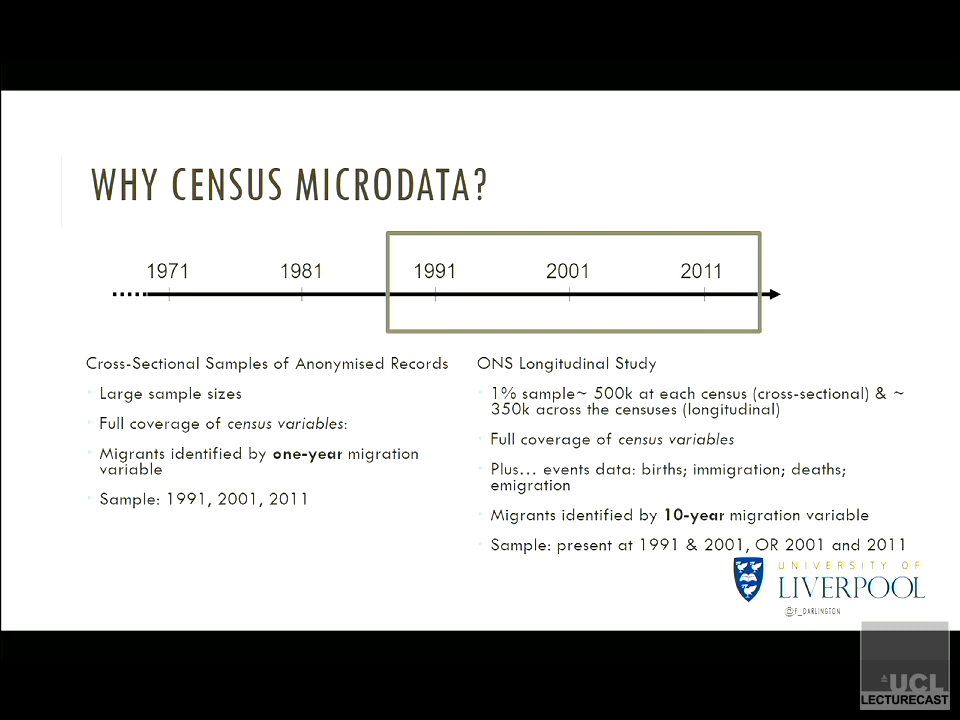 WHY CENSUS MICRODATA?
1971 1981 1991 2001 2011
Cross-Sectional Samples of Anonymised Records
Large sample sizes
Full coverage of census variables:
Migrants identified by one-year migration
variable
Sample: 1991, 2001, 2011
ONS Longitudinal Study
1% sample~ 500k at each census (cross-sectional) & ~
350k across the censuses (longitudinal)
Full coverage of census variables
Plus... events data: births; immigration; deaths;
emigration
Migrants identified by 10-year migration variable
Sample: present at 1991 & 2001, OR 2001 and 2011
UNIVERSITY OF
LIVERPOOL
@F_DARLINGTON
UCL
LECTURECAST